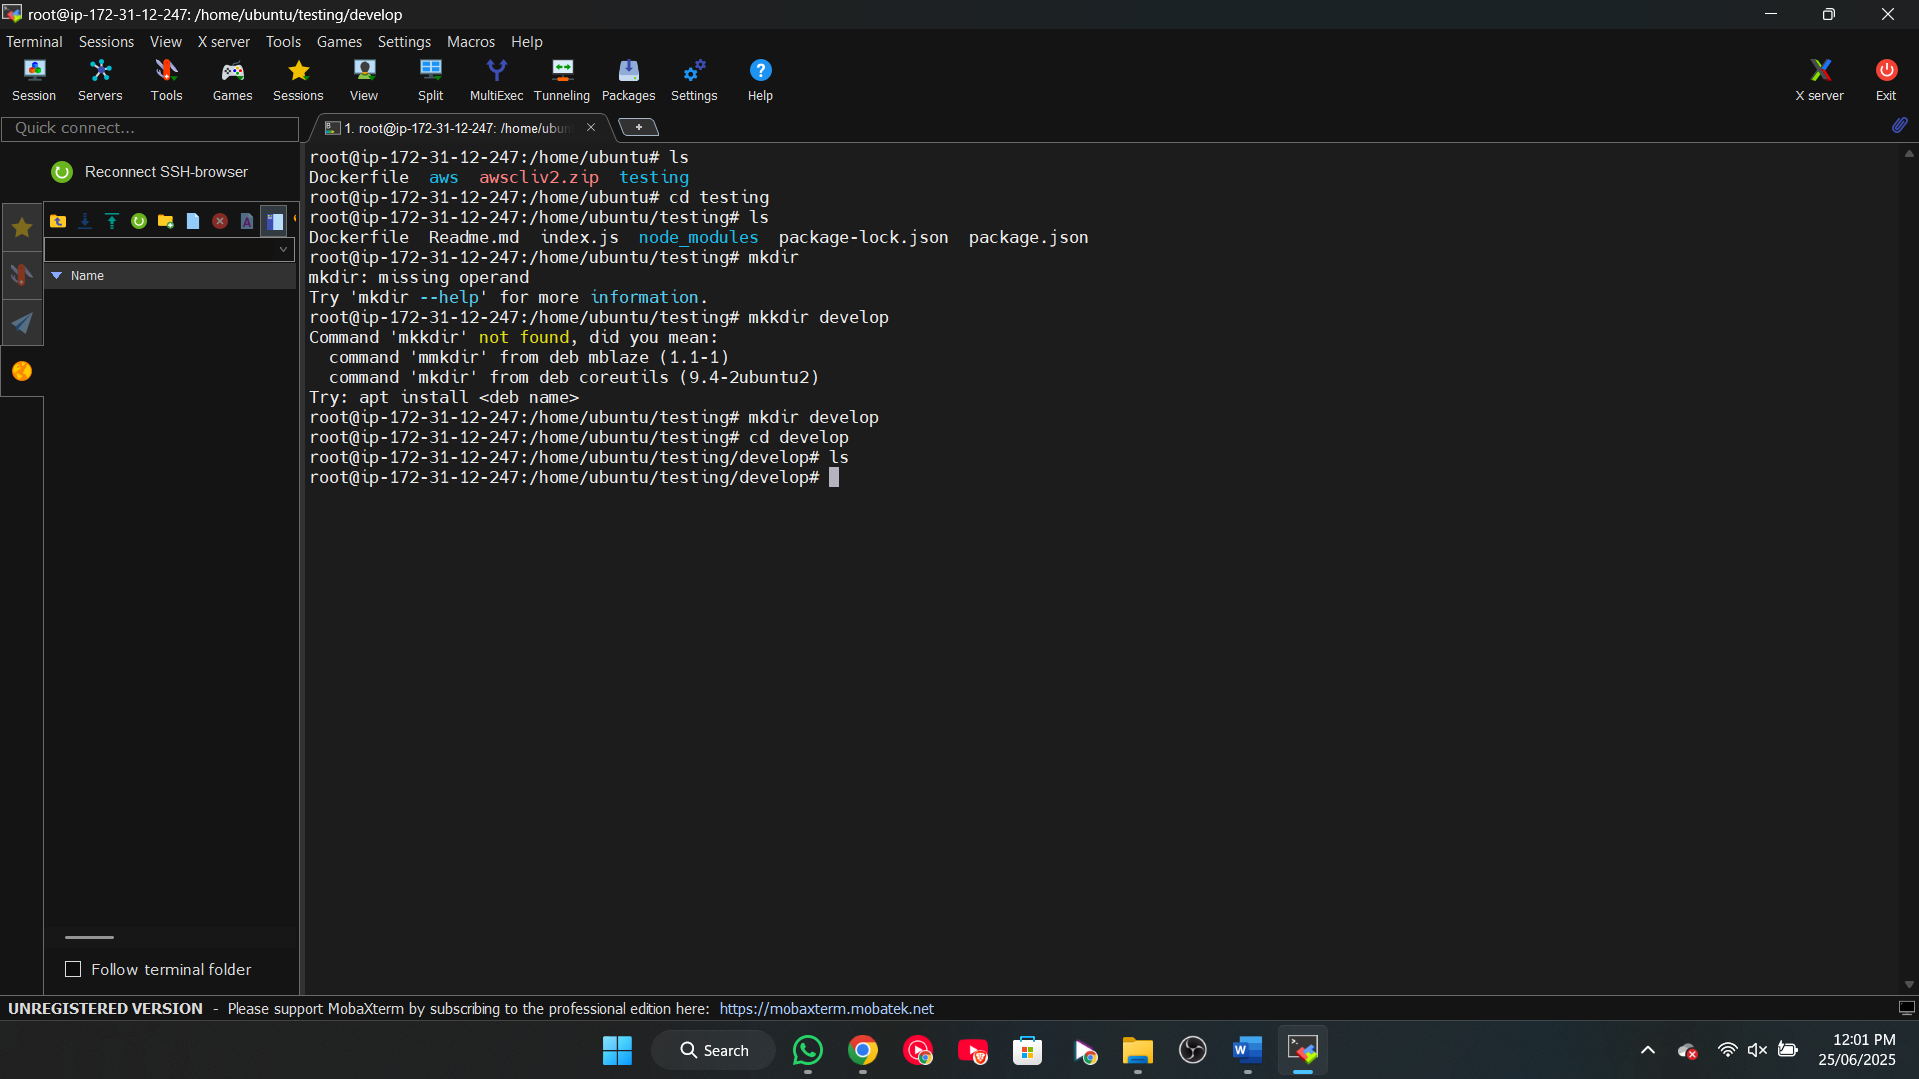 root@ip-172-31-12-247: /home/ubuntu/testing/develop
Terminal Sessions View X server Tools Games Settings Macros Help
Session Servers Tools Games Sessions View Split MultiExec Tunneling Packages Settings Help X server Exit
Quick connect...
1. root@ip-172-31-12-247: /home/ubun
Reconnect SSH-browser
Name
root@ip-172-31-12-247:/home/ubuntu# ls
Dockerfile aws awscliv2.zip testing
root@ip-172-31-12-247:/home/ubuntu# cd testing
root@ip-172-31-12-247:/home/ubuntu/testing# ls
Dockerfile Readme.md index.js node_modules package-lock.json package.json
root@ip-172-31-12-247:/home/ubuntu/testing# mkdir
mkdir: missing operand
Try 'mkdir --help' for more information.
root@ip-172-31-12-247:/home/ubuntu/testing# mkkdir develop
Command 'mkkdir' not found, did you mean:
command 'mmkdir' from deb mblaze (1.1-1)
command 'mkdir' from deb coreutils (9.4-2ubuntu2)
Try: apt install <deb name>
root@ip-172-31-12-247:/home/ubuntu/testing# mkdir develop
root@ip-172-31-12-247:/home/ubuntu/testing# cd develop
root@ip-172-31-12-247:/home/ubuntu/testing/develop# ls
root@ip-172-31-12-247:/home/ubuntu/testing/develop#
Follow terminal folder
UNREGISTERED VERSION - Please support MobaXterm by subscribing to the professional edition here: https://mobaxterm.mobatek.net
Search
12:01 PM
25/06/2025